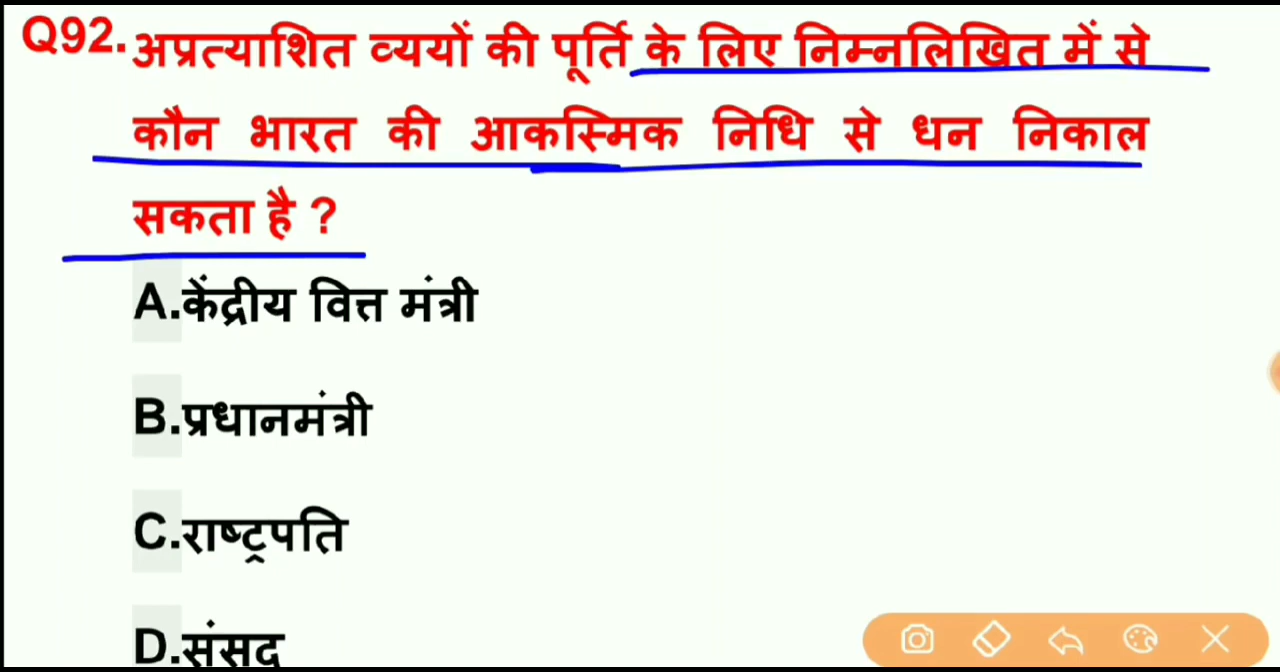 Q92. अप्रत्याशित व्ययों की पूर्ति के लिए निम्नलिखित में से
कौन भारत की आकस्मिक निधि से धन निकाल
सकता है ?
A.केंद्रीय वित्त मंत्री
B.प्रधानमंत्री
C.राष्ट्रपति
D.संसद